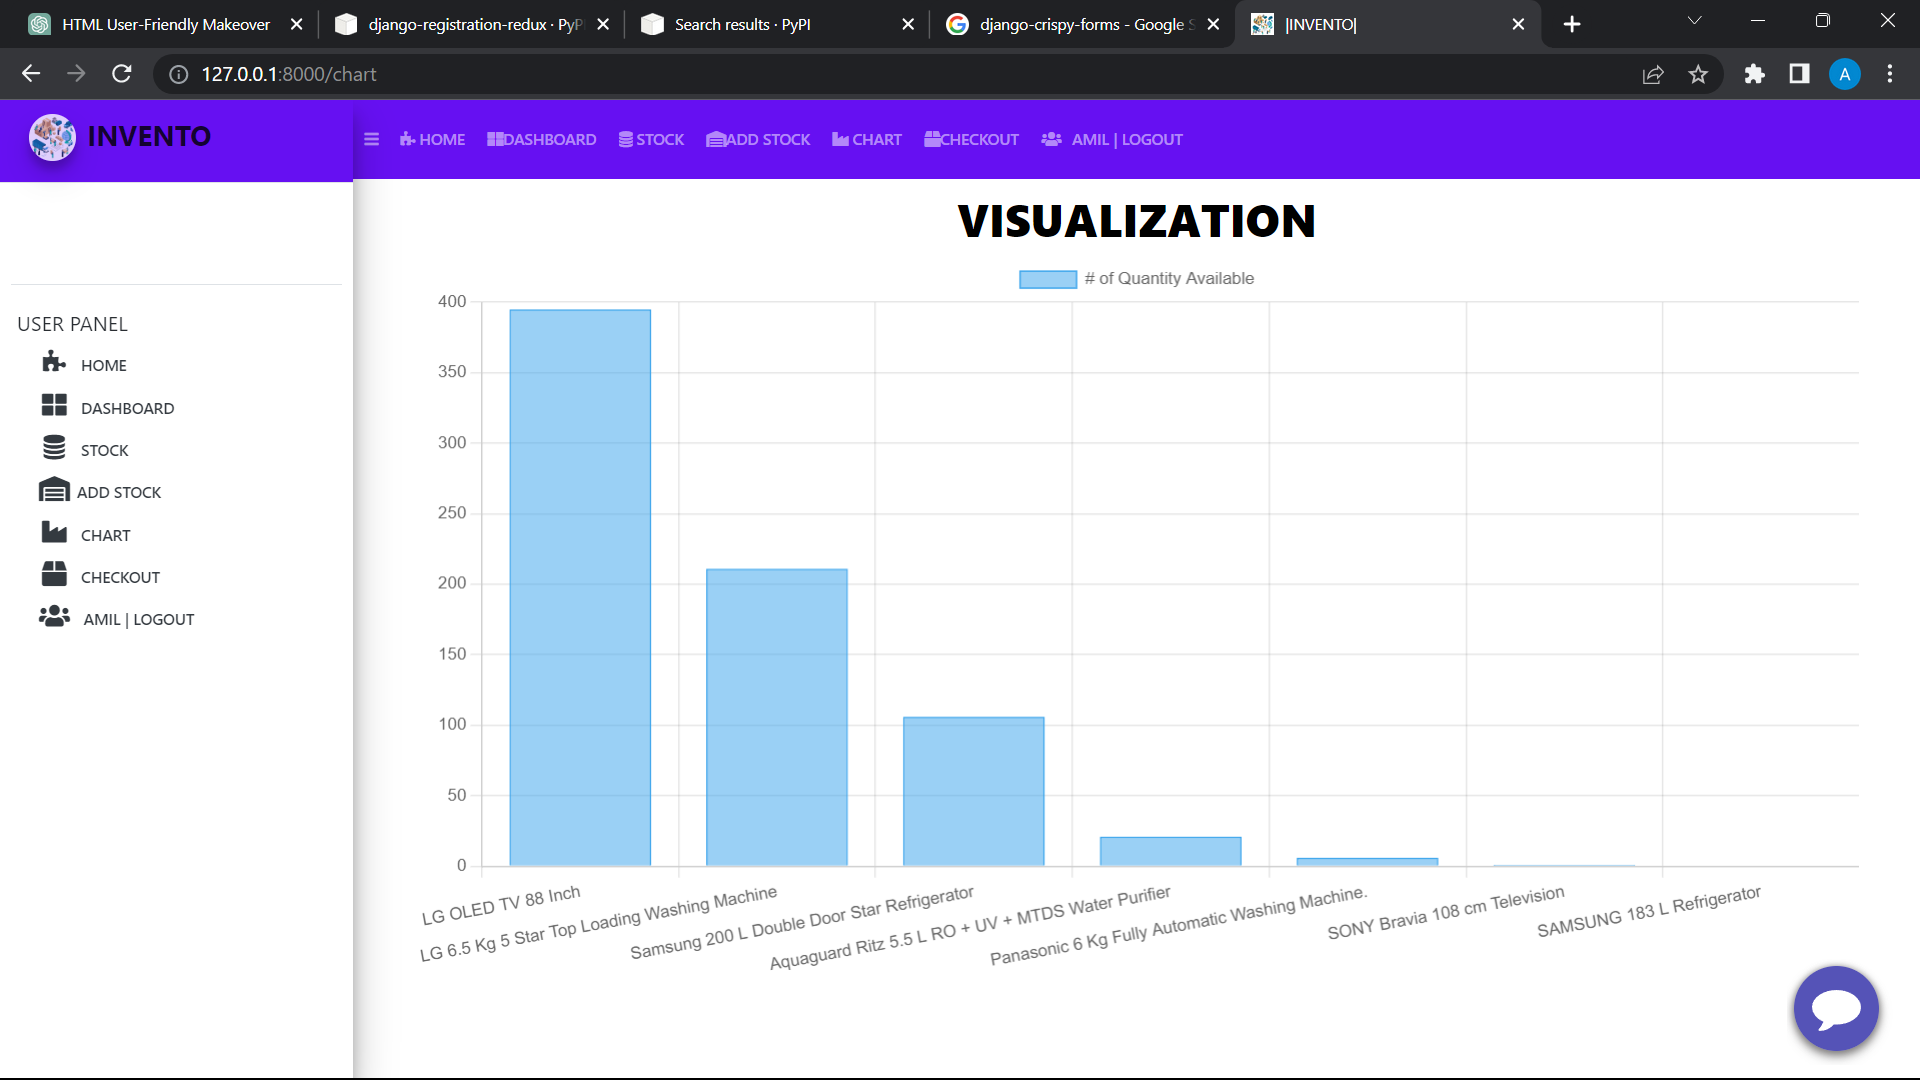 HTML User-Friendly Makeover
django-registration-redux · PyP
Search results · PyPI
django-crispy-forms - Google S
|INVENTO|
127.0.0.1:8000/chart
A
INVENTO
HOME
DASHBOARD
STOCK
ADD STOCK
CHART
CHECKOUT
AMIL | LOGOUT
USER PANEL
HOME
DASHBOARD
STOCK
ADD STOCK
CHART
CHECKOUT
AMIL | LOGOUT
VISUALIZATION
# of Quantity Available
400
350
300
250
200
150
100
50
0
LG OLED TV 88 Inch
LG 6.5 Kg 5 Star Top Loading Washing Machine
Samsung 200 L Double Door Star Refrigerator
Aquaguard Ritz 5.5 L RO + UV + MTDS Water Purifier
Panasonic 6 Kg Fully Automatic Washing Machine.
SONY Bravia 108 cm Television
SAMSUNG 183 L Refrigerator